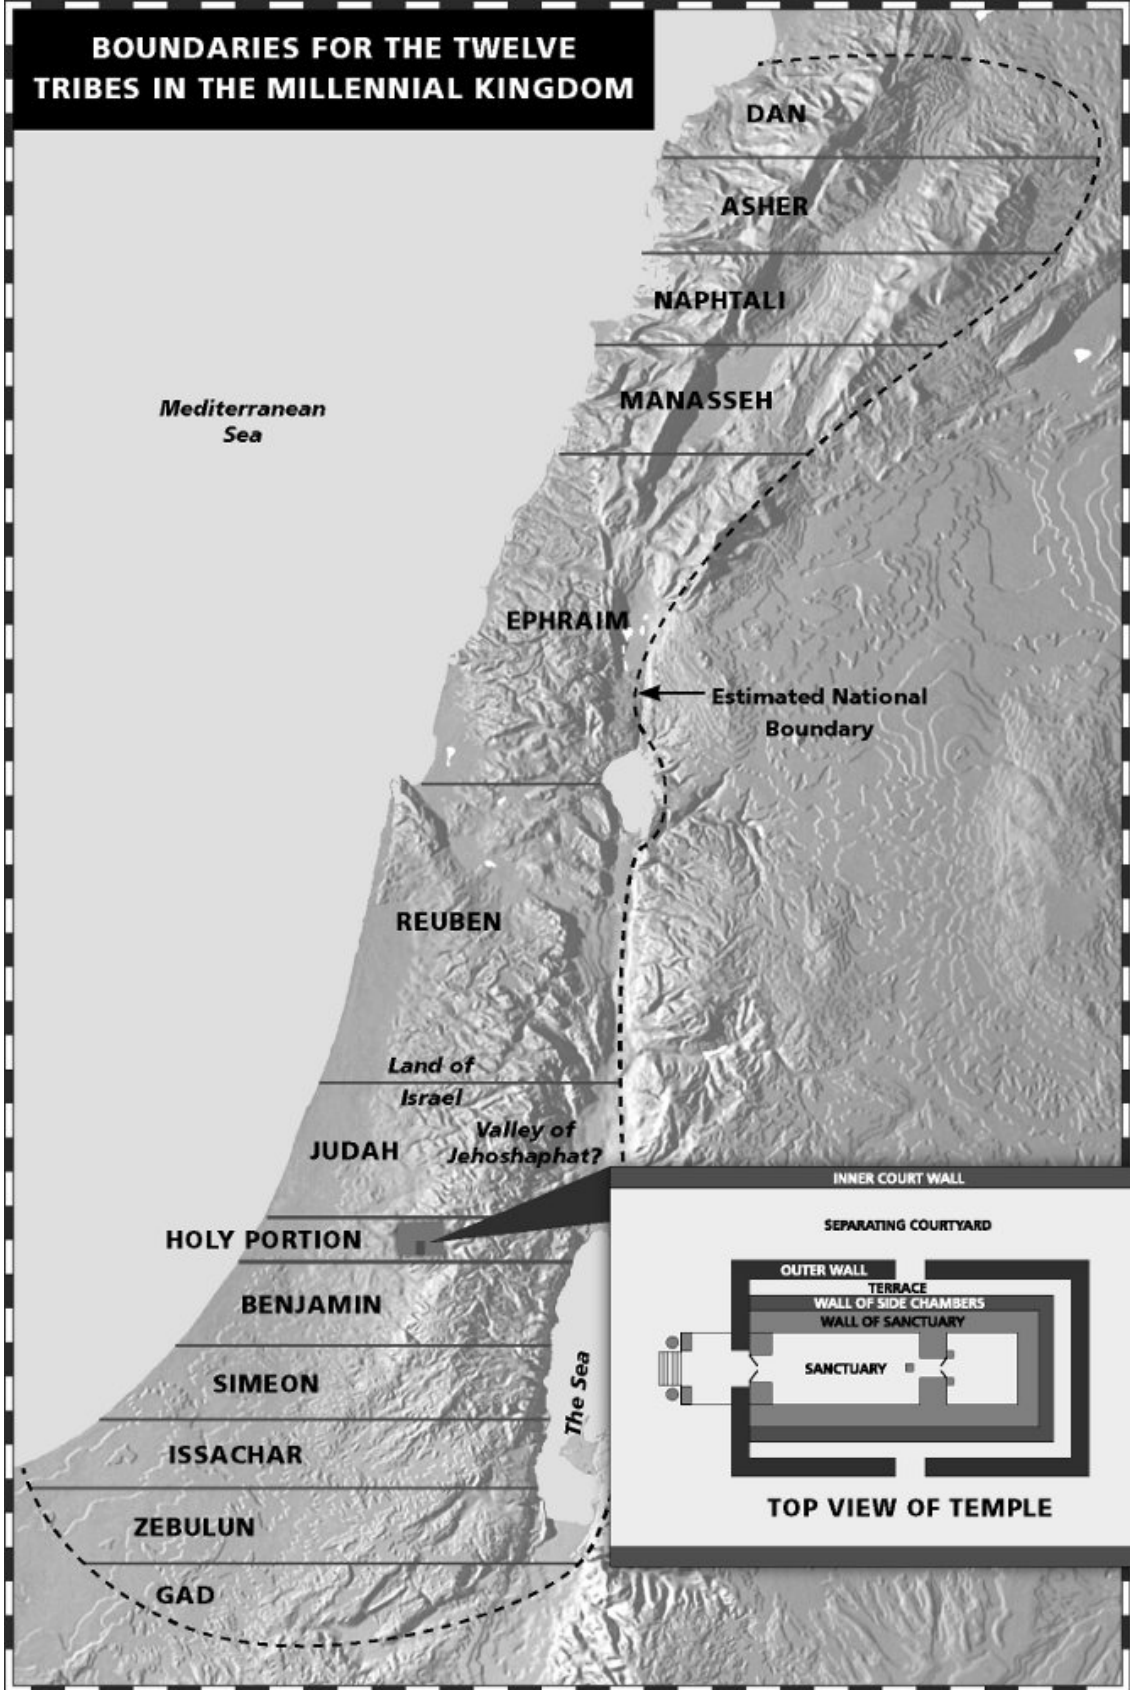 BOUNDARIES FOR THE TWELVE
TRIBES IN THE MILLENNIAL KINGDOM
DAN
ASHER
NAPHTALI
MANASSEH
Mediterranean
Sea
EPHRAIM
Estimated National
Boundary
REUBEN
Land of
Israel
JUDAH
Valley of
Jehoshaphat?
HOLY PORTION
BENJAMIN
SIMEON
The Sea
ISSACHAR
ZEBULUN
GAD
INNER COURT WALL
SEPARATING COURTYARD
OUTER WALL
TERRACE
WALL OF SIDE CHAMBERS
WALL OF SANCTUARY
SANCTUARY
TOP VIEW OF TEMPLE